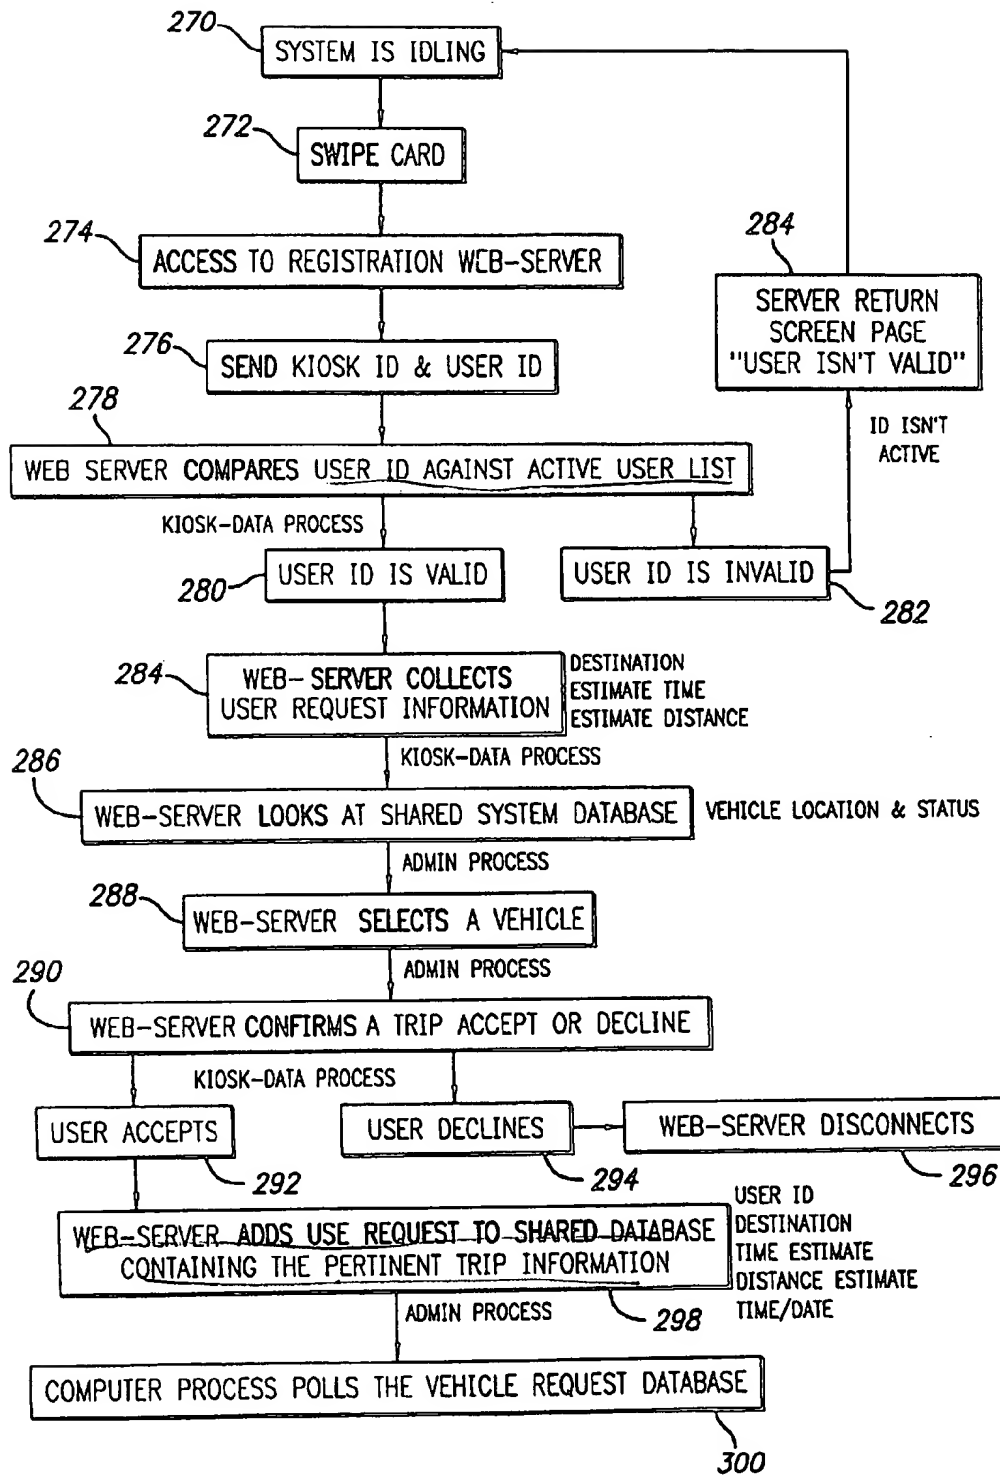 270
SYSTEM IS IDLING
272
SWIPE CARD
274
ACCESS TO REGISTRATION WEB-SERVER
284
SERVER RETURN
SCREEN PAGE
"USER ISN'T VALID"
276
SEND KIOSK ID & USER ID
278
ID ISN'T
ACTIVE
WEB SERVER COMPARES USER ID AGAINST ACTIVE USER LIST
KIOSK-DATA PROCESS
280
USER ID IS VALID
USER ID IS INVALID
282
284
WEB-SERVER COLLECTS
USER REQUEST INFORMATION
DESTINATION
ESTIMATE TIME
ESTIMATE DISTANCE
KIOSK-DATA PROCESS
286
WEB-SERVER LOOKS AT SHARED SYSTEM DATABASE
VEHICLE LOCATION & STATUS
ADMIN PROCESS
288
WEB-SERVER SELECTS A VEHICLE
ADMIN PROCESS
290
WEB-SERVER CONFIRMS A TRIP ACCEPT OR DECLINE
KIOSK-DATA PROCESS
USER ACCEPTS
292
USER DECLINES
294
WEB-SERVER DISCONNECTS
296
WEB-SERVER ADDS USE REQUEST TO SHARED DATABASE
CONTAINING THE PERTINENT TRIP INFORMATION
298
USER ID
DESTINATION
TIME ESTIMATE
DISTANCE ESTIMATE
TIME/DATE
ADMIN PROCESS
COMPUTER PROCESS POLLS THE VEHICLE REQUEST DATABASE
300